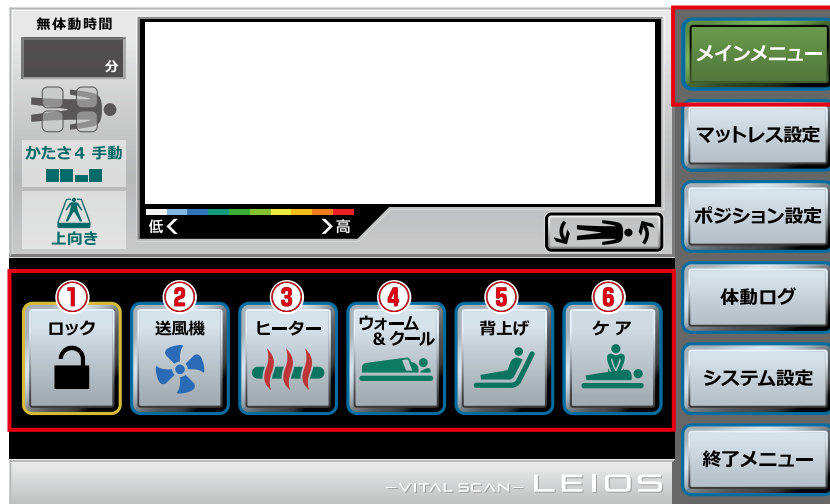 無体動時間
分
かたさ4 手動
上向き
低く 高
メインメニュー
マットレス設定
ポジション設定
体動ログ
システム設定
終了メニュー
① ② ③ ④ ⑤ ⑥
ロック
送風機
ヒーター
ウォーム
&クール
背上げ
ケア
-VITAL SCAN- LEIOS